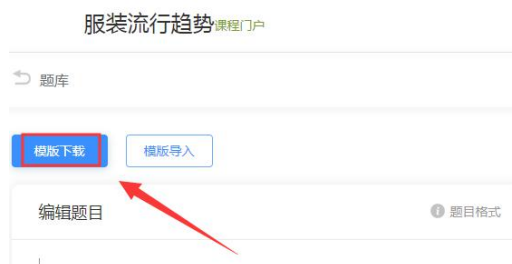 服装流行趋势课程门户
题库
模版下载 模版导入
编辑题目 题目格式